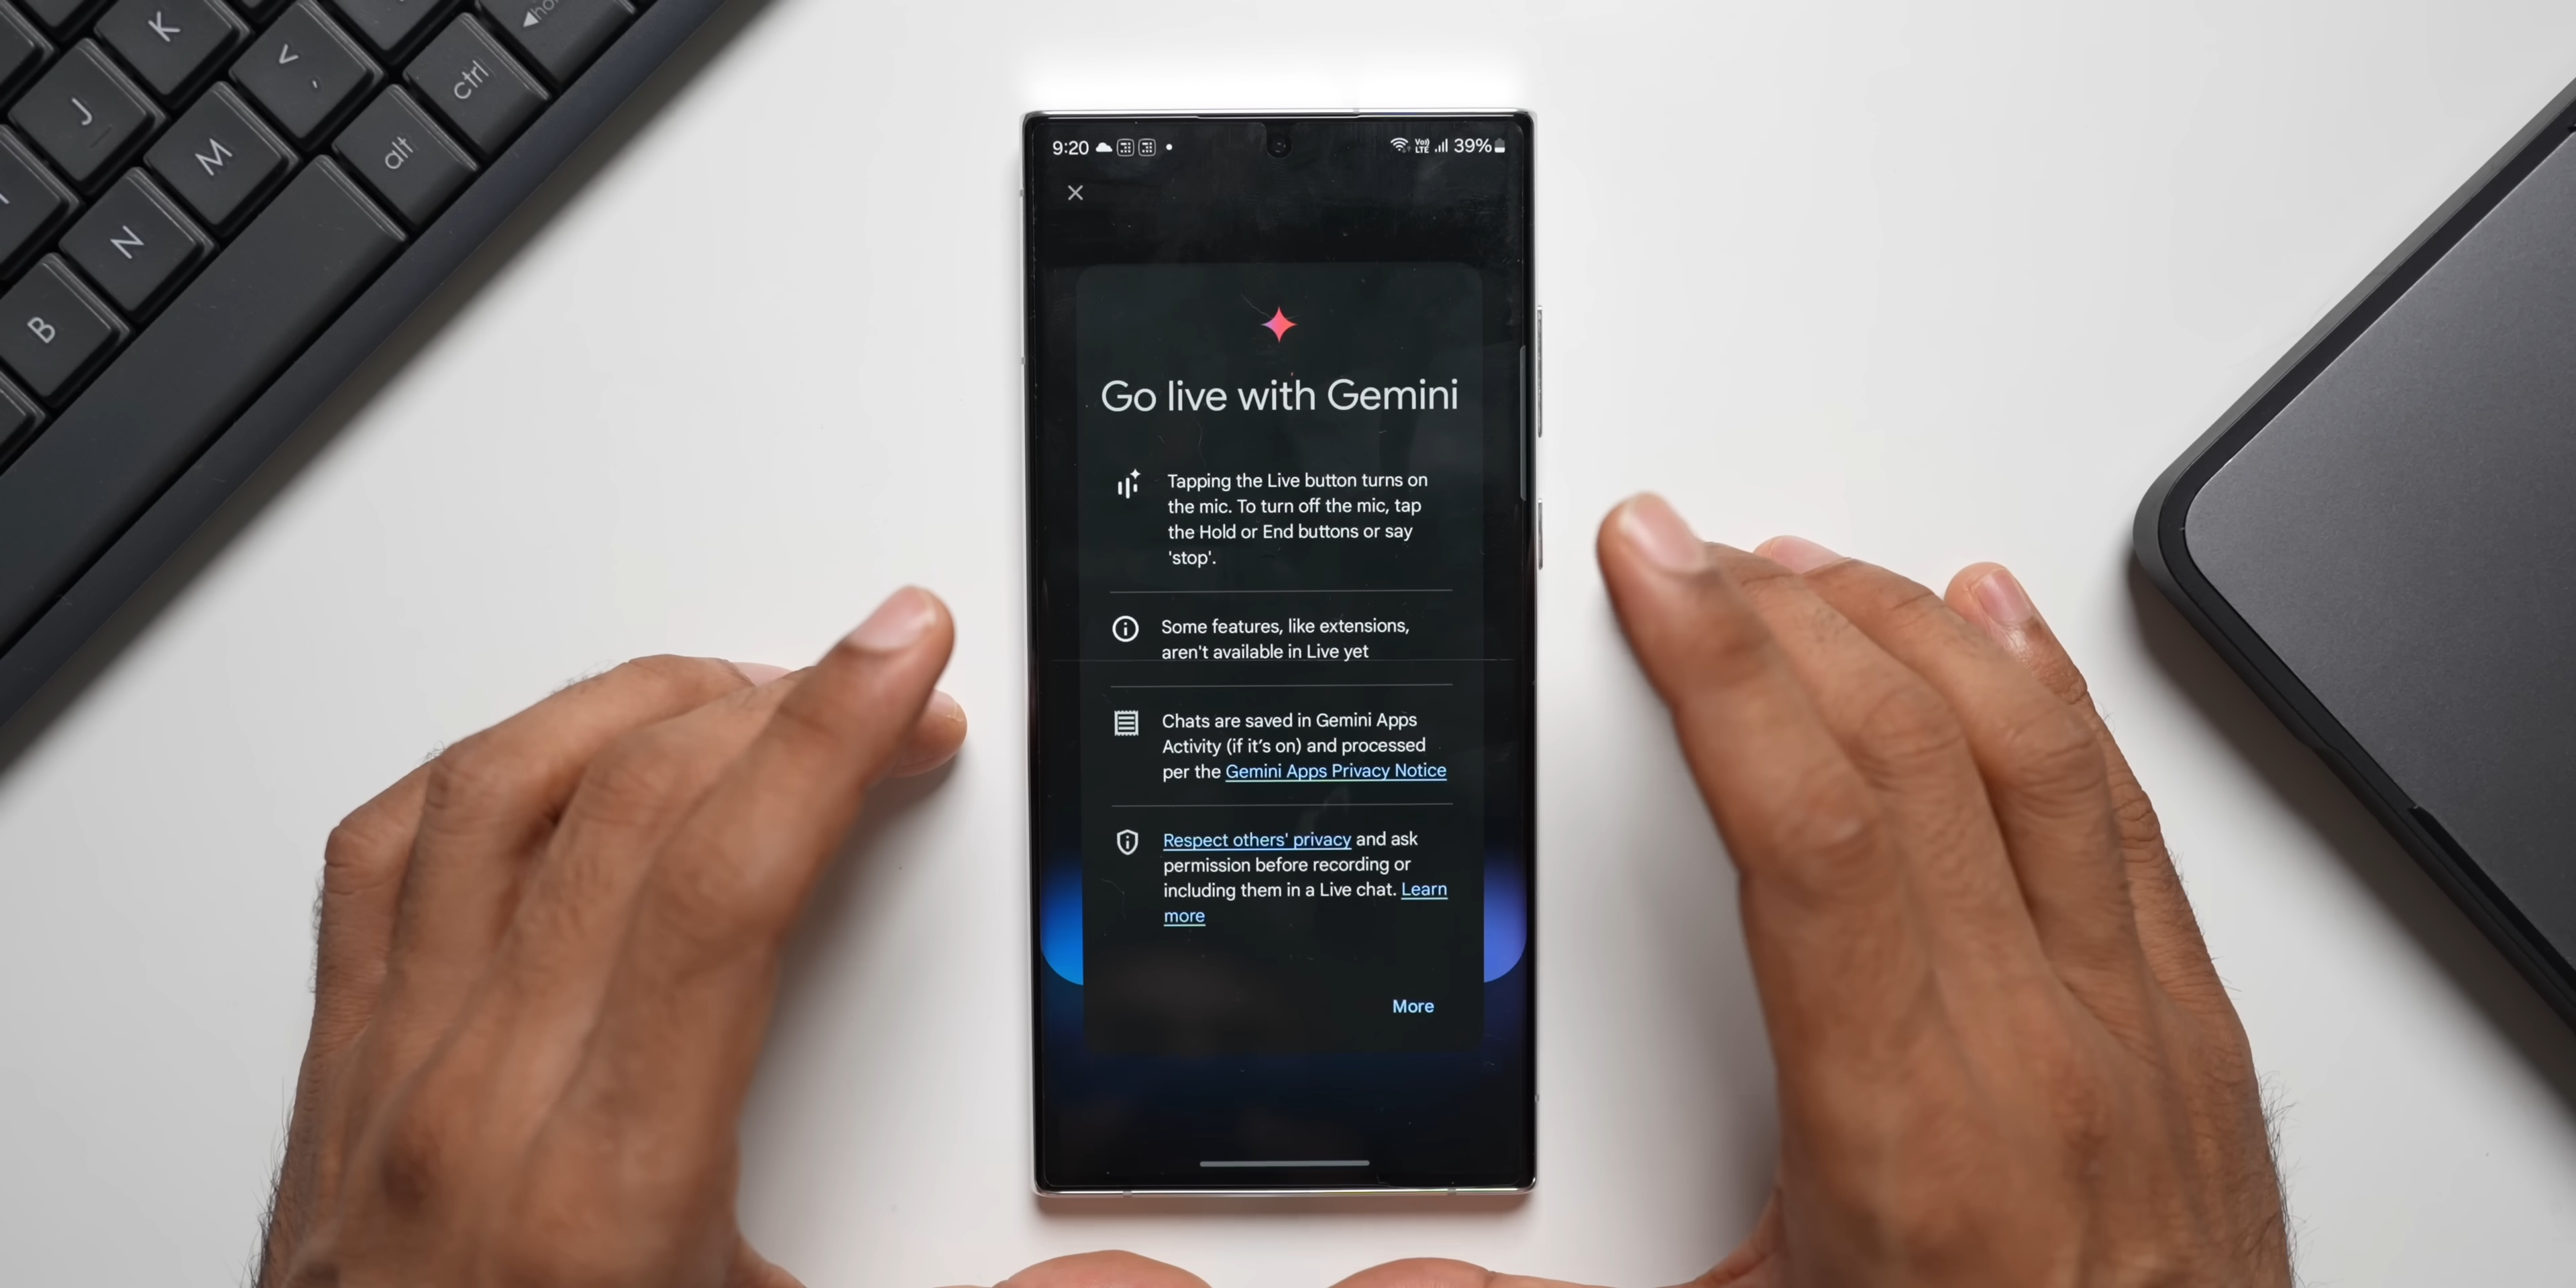 K
J
M
N
B
alt
ctrl
9:20
Vo))
LTE
39%
Go live with Gemini
Tapping the Live button turns on
the mic. To turn off the mic, tap
the Hold or End buttons or say
'stop'.
Some features, like extensions,
aren't available in Live yet
Chats are saved in Gemini Apps
Activity (if it's on) and processed
per the Gemini Apps Privacy Notice
Respect others' privacy and ask
permission before recording or
including them in a Live chat. Learn
more
More